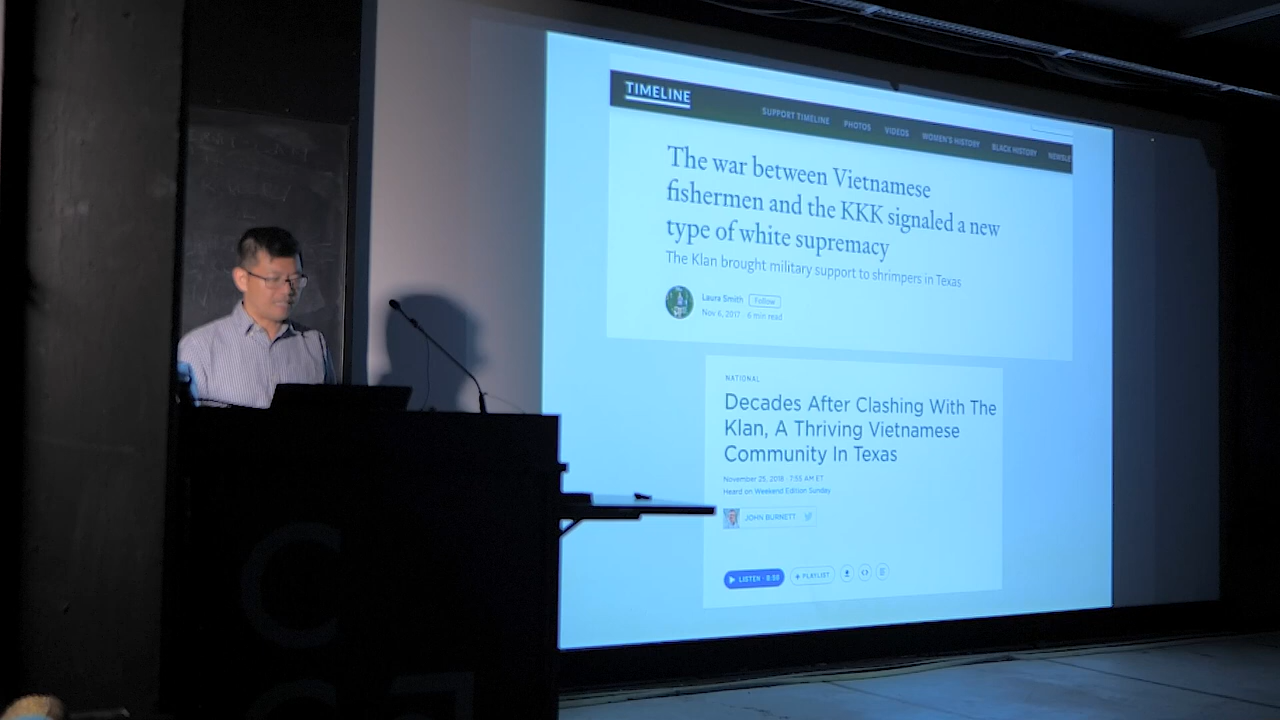 TIMELINE
SUPPORT TIMELINE PHOTOS VIDEOS WOMEN'S HISTORY BLACK HISTORY NEWSLE
The war between Vietnamese
fishermen and the KKK signaled a new
type of white supremacy
The Klan brought military support to shrimpers in Texas
Laura Smith Follow
Nov 6, 2017 · 6 min read
NATIONAL
Decades After Clashing With The
Klan, A Thriving Vietnamese
Community In Texas
November 25, 2018 · 7:55 AM ET
Heard on Weekend Edition Sunday
JOHN BURNETT
LISTEN · 8:58
+ PLAYLIST